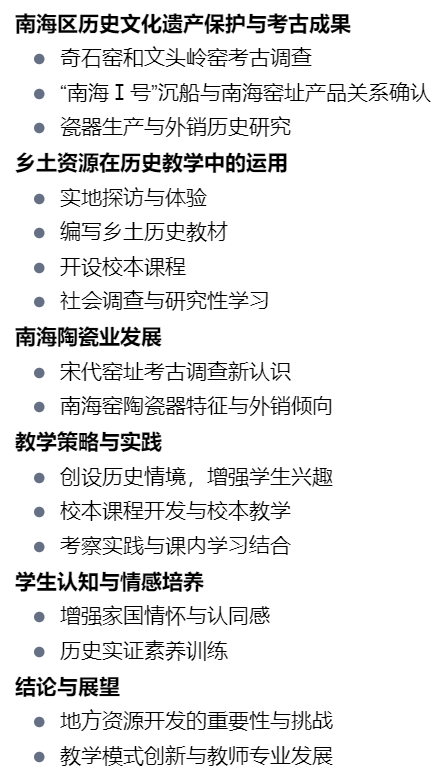 南海区历史文化遗产保护与考古成果
奇石窑和文头岭窑考古调查
“南海Ⅰ号”沉船与南海窑址产品关系确认
瓷器生产与外销历史研究
乡土资源在历史教学中的运用
实地探访与体验
编写乡土历史教材
开设校本课程
社会调查与研究性学习
南海陶瓷业发展
宋代窑址考古调查新认识
南海窑陶瓷器特征与外销倾向
教学策略与实践
创设历史情境，增强学生兴趣
校本课程开发与校本教学
考察实践与课内学习结合
学生认知与情感培养
增强家国情怀与认同感
历史实证素养训练
结论与展望
地方资源开发的重要性与挑战
教学模式创新与教师专业发展